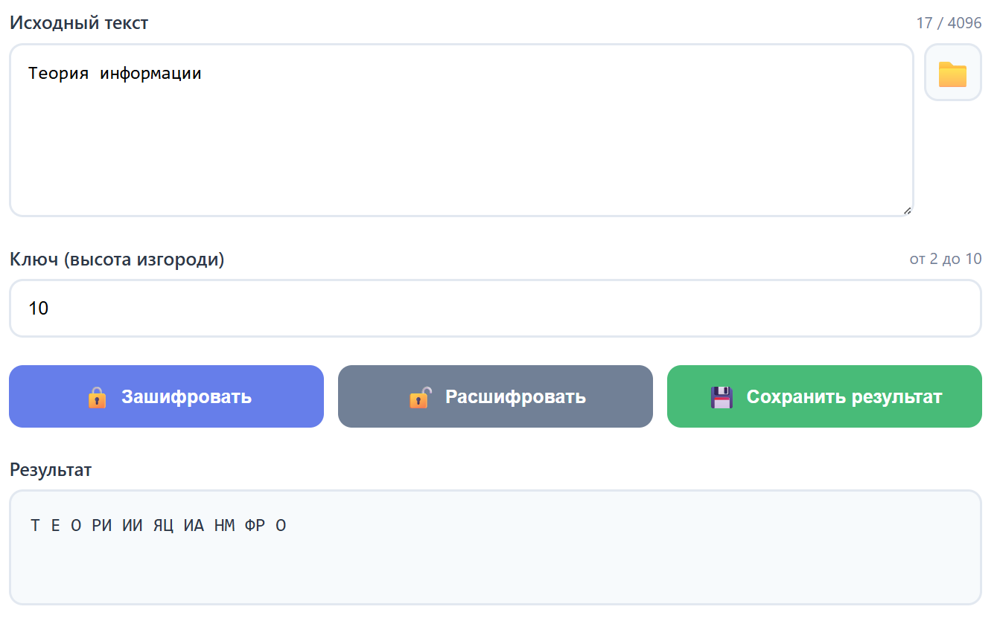 Исходный текст
17 / 4096
Теория информации
Ключ (высота изгороди)
от 2 до 10
10
Зашифровать
Расшифровать
Сохранить результат
Результат
Т Е О РИ ИИ ЯЦ ИА НМ ФР О